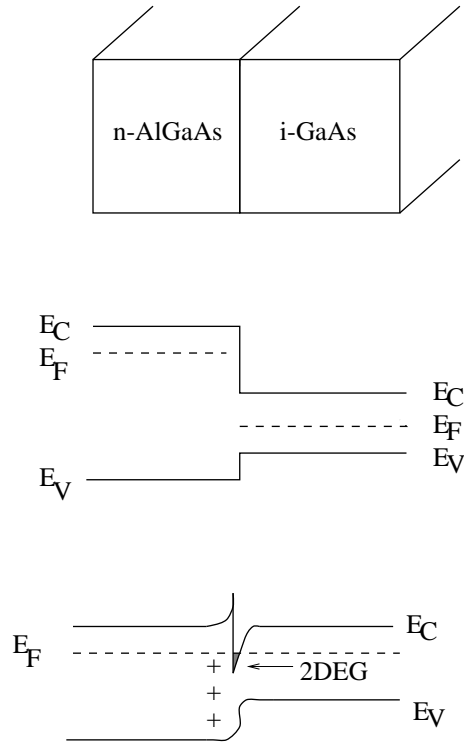 n-AlGaAs
i-GaAs
EC
EF
EC
EF
EV
EV
EC
EF
2DEG
+
+
+
EV